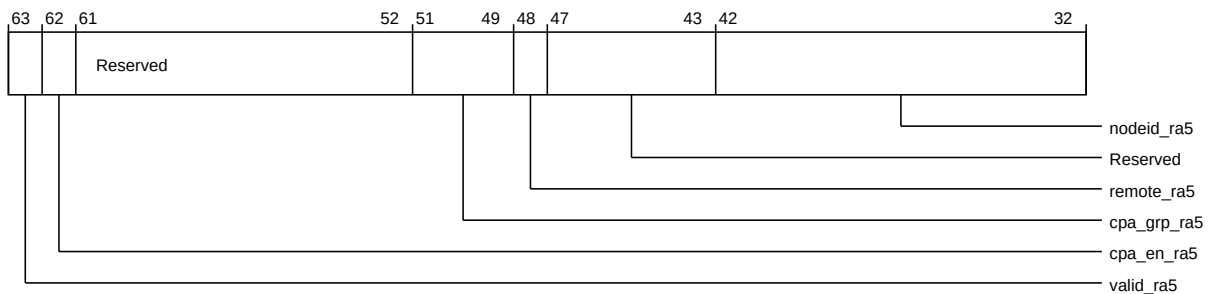 63 62 61 52 51 49 48 47 43 42 32
Reserved
nodeid_ra5
Reserved
remote_ra5
cpa_grp_ra5
cpa_en_ra5
valid_ra5